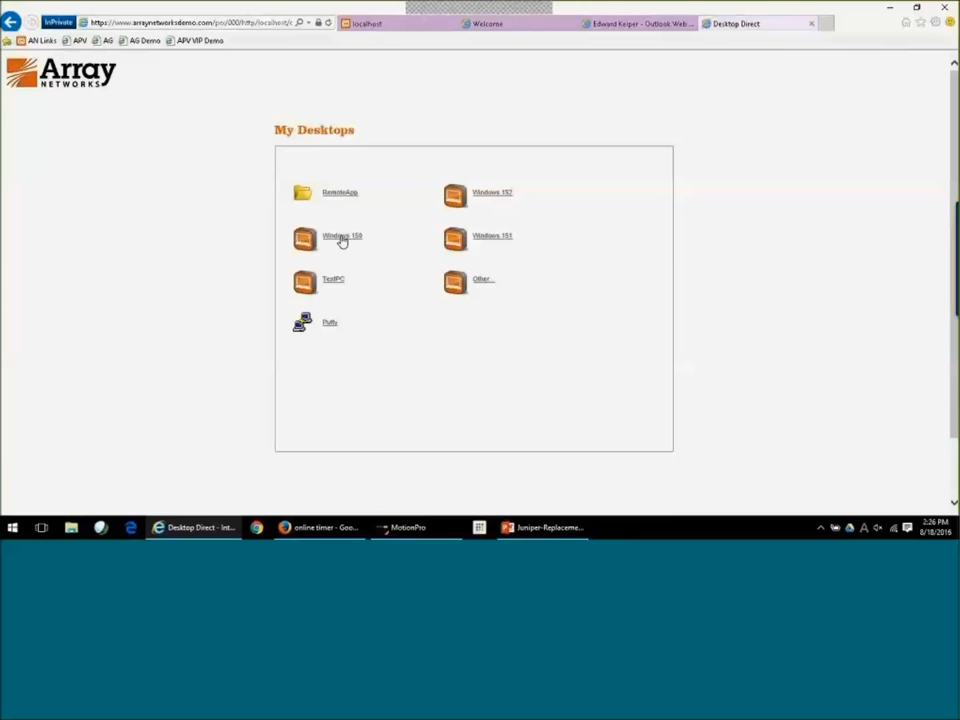 InPrivate https://www.arraynetworksdemo.com/prx/000/http/localhost/c localhost Welcome Edward Keiper - Outlook Web ... Desktop Direct
AN Links APV AG AG Demo APV VIP Demo
Array
NETWORKS
My Desktops
RemoteApp Windows 152
Windows 150 Windows 151
TestPC Other...
Putty
Desktop Direct - Int... online timer - Goo... MotionPro Juniper-Replaceme... 2:26 PM
8/18/2016